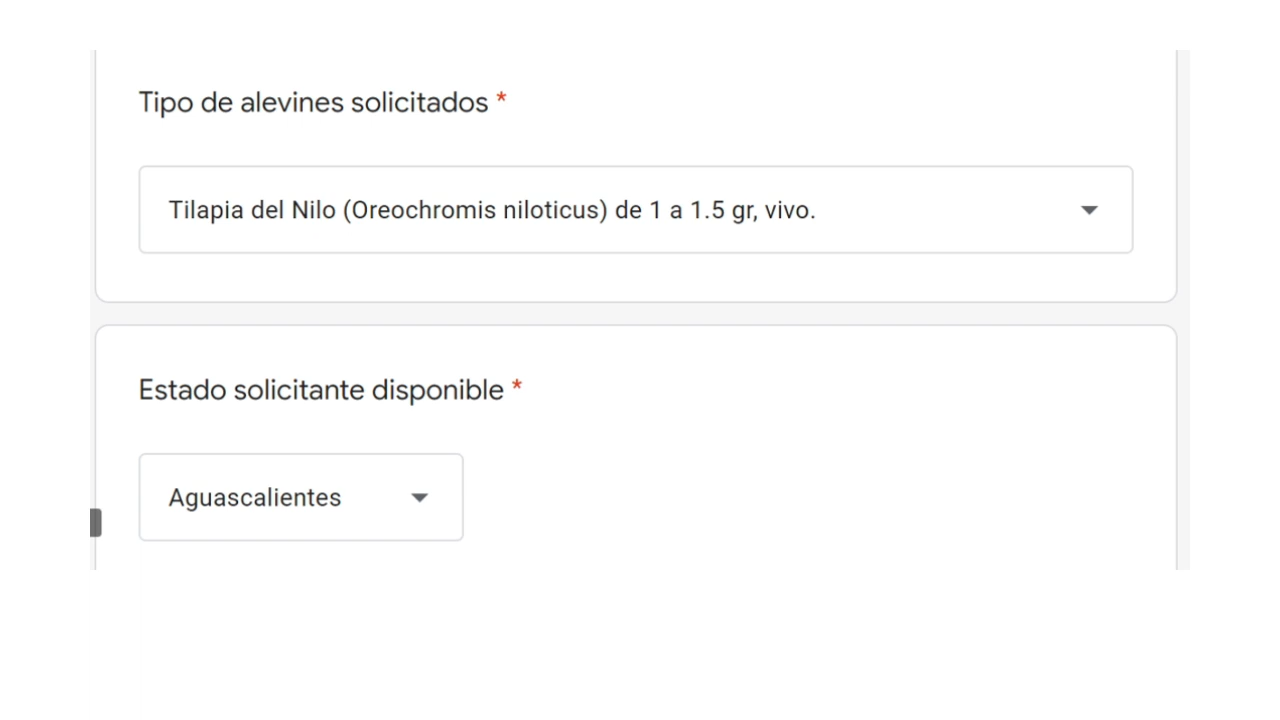 Tipo de alevines solicitados *
Tilapia del Nilo (Oreochromis niloticus) de 1 a 1.5 gr, vivo.
Estado solicitante disponible *
Aguascalientes